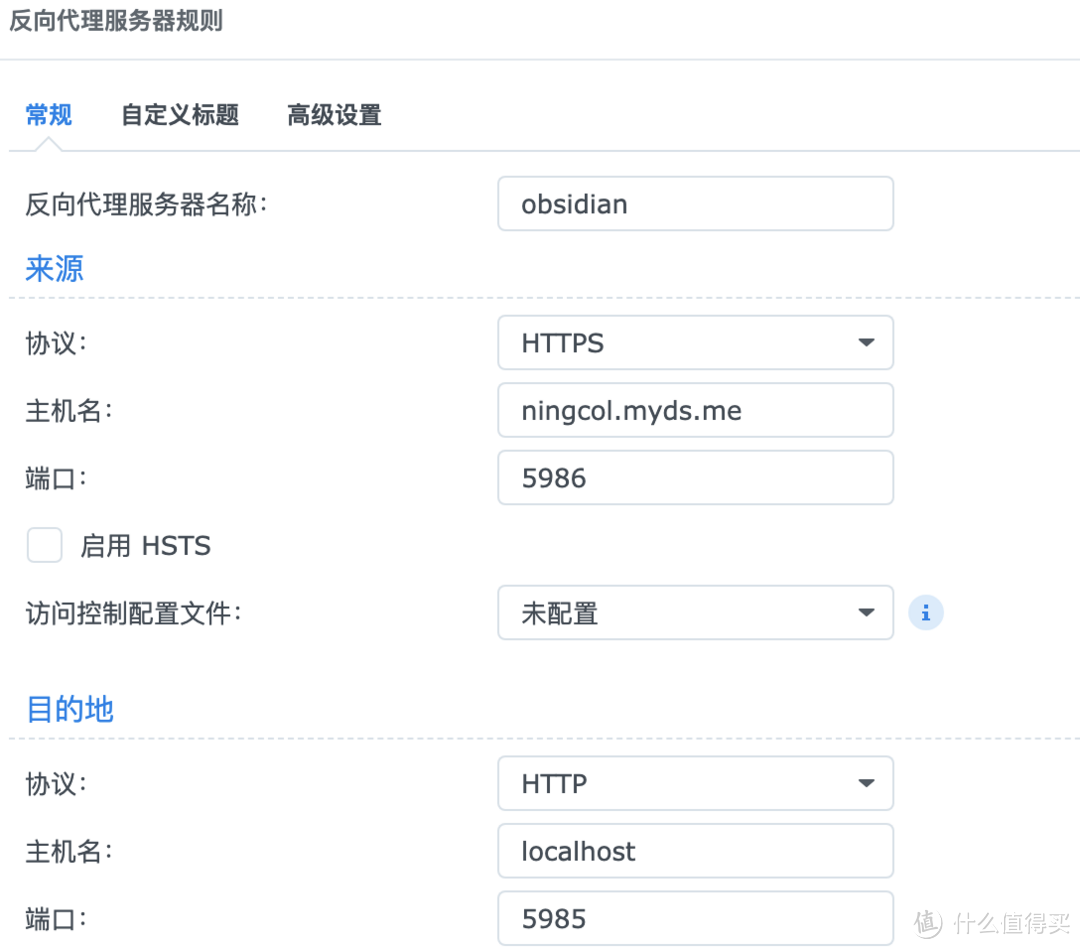 反向代理服务器规则
常规 自定义标题 高级设置
反向代理服务器名称: obsidian
来源
协议: HTTPS
主机名: ningcol.myds.me
端口: 5986
启用 HSTS
访问控制配置文件: 未配置 i
目的地
协议: HTTP
主机名: localhost
端口: 5985
值 什么值得买